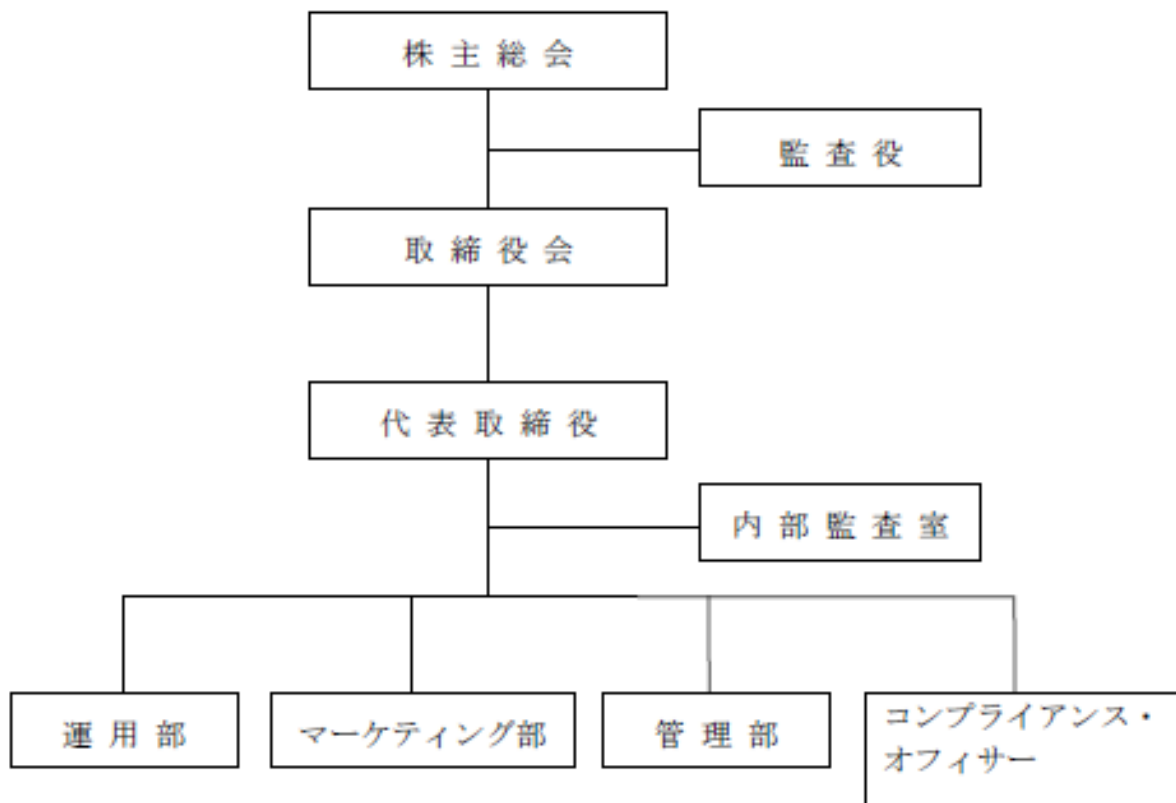 株主総会
監査役
取締役会
代表取締役
内部監査室
運用部
マーケティング部
管理部
コンプライアンス・
オフィサー